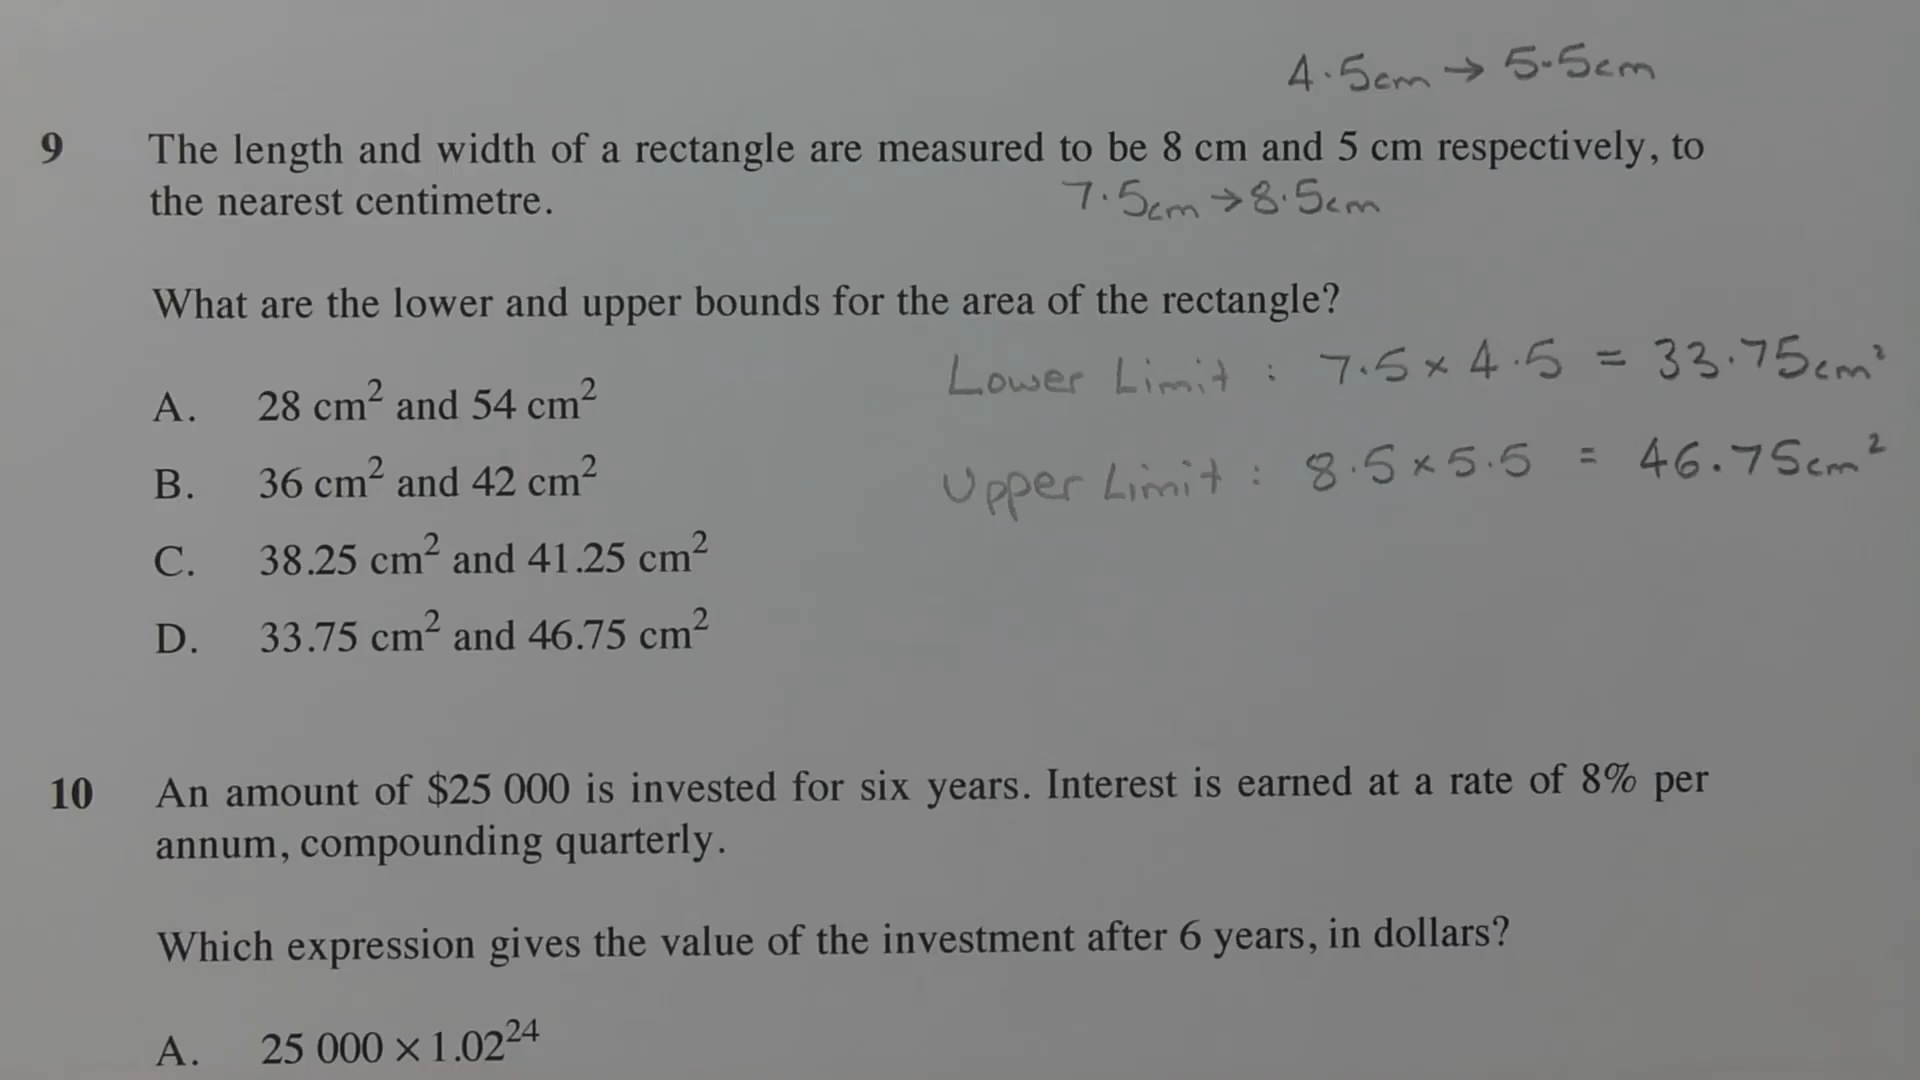 4.5cm → 5.5cm
9 The length and width of a rectangle are measured to be 8 cm and 5 cm respectively, to
the nearest centimetre.
7.5cm → 8.5cm
What are the lower and upper bounds for the area of the rectangle?
Lower Limit : 7.5 × 4.5 = 33.75cm²
A. 28 cm² and 54 cm²
Upper Limit : 8.5 × 5.5 = 46.75cm²
B. 36 cm² and 42 cm²
C. 38.25 cm² and 41.25 cm²
D. 33.75 cm² and 46.75 cm²
10 An amount of $25 000 is invested for six years. Interest is earned at a rate of 8% per
annum, compounding quarterly.
Which expression gives the value of the investment after 6 years, in dollars?
A. 25 000 × 1.02²⁴